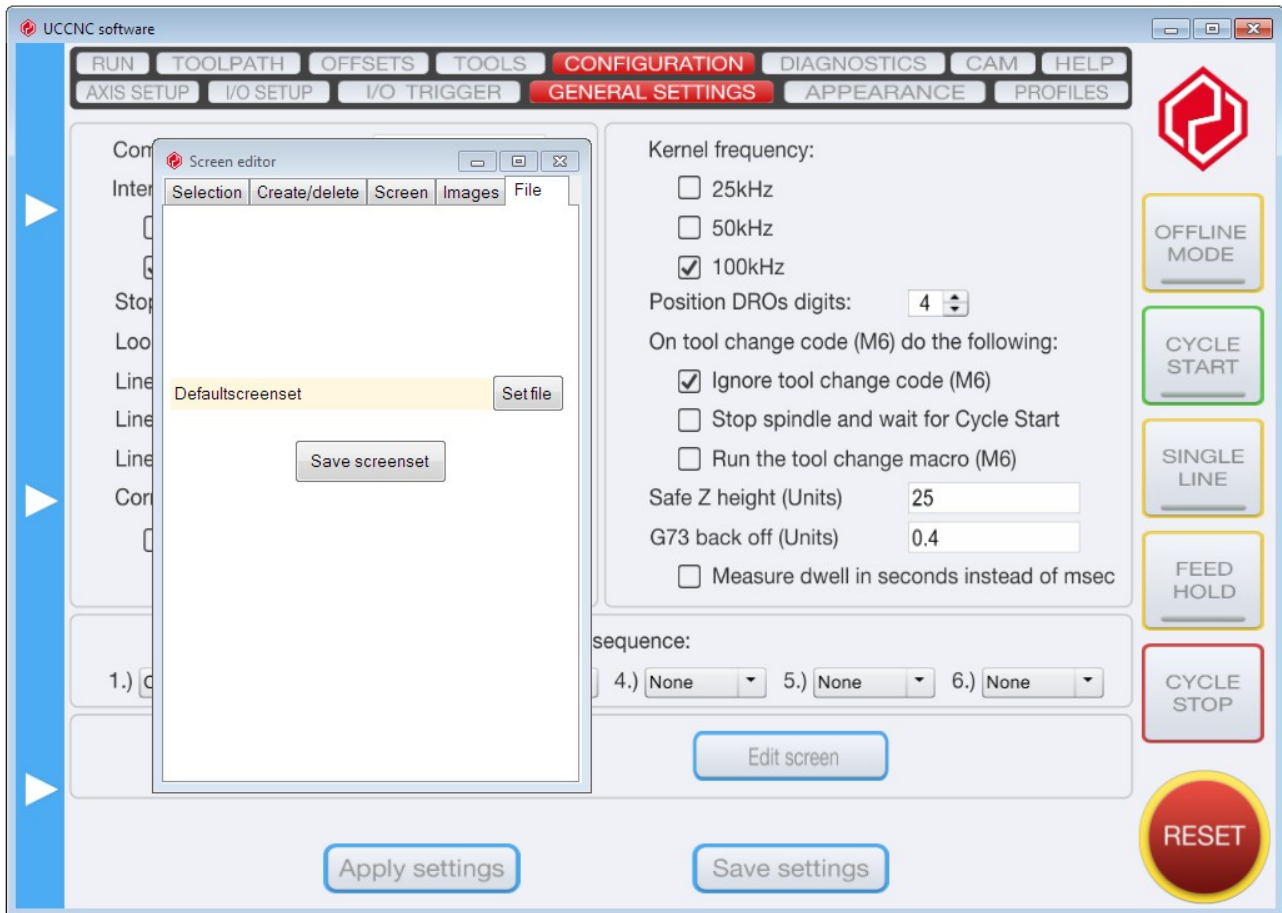 UCCNC software
RUN TOOLPATH OFFSETS TOOLS CONFIGURATION DIAGNOSTICS CAM HELP
AXIS SETUP I/O SETUP I/O TRIGGER GENERAL SETTINGS APPEARANCE PROFILES
Screen editor
Selection Create/delete Screen Images File
Defaultscreenset Set file
Save screenset
Kernel frequency:
25kHz
50kHz
100kHz
Position DROs digits: 4
On tool change code (M6) do the following:
Ignore tool change code (M6)
Stop spindle and wait for Cycle Start
Run the tool change macro (M6)
Safe Z height (Units) 25
G73 back off (Units) 0.4
Measure dwell in seconds instead of msec
sequence:
1.) 4.) None 5.) None 6.) None
Edit screen
Apply settings Save settings
OFFLINE
MODE
CYCLE
START
SINGLE
LINE
FEED
HOLD
CYCLE
STOP
RESET